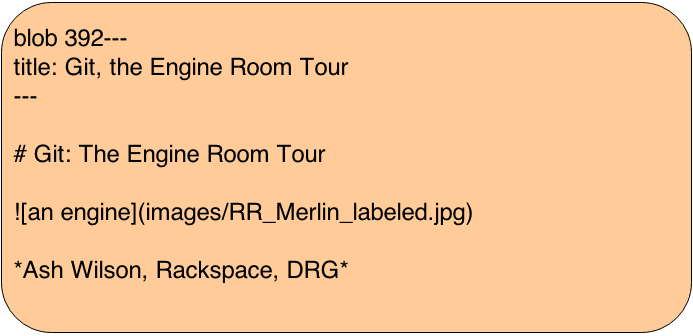 blob 392---
title: Git, the Engine Room Tour
---
# Git: The Engine Room Tour
![an engine](images/RR_Merlin_labeled.jpg)
*Ash Wilson, Rackspace, DRG*